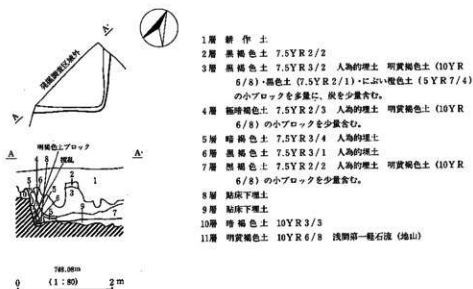 A'
発掘調査区域外
A
明褐色土ブロック
4 8 撹乱
A
A'
5 6
5
2
3
1
6
9
7
748.08m
0 (1:80) 2m
1層 耕作土
2層 黒褐色土 7.5YR2/2
3層 黒褐色土 7.5YR3/2 人為的埋土 明黄褐色土(10YR
6/8)・黒色土(7.5YR2/1)・にぶい橙色土(5YR7/4)
の小ブロックを多量に、炭を少量含む。
4層 極暗褐色土 7.5YR2/3 人為的埋土 明黄褐色土(10YR
6/8)の小ブロックを少量含む。
5層 暗褐色土 7.5YR3/4 人為的埋土
6層 黒褐色土 7.5YR3/1 人為的埋土
7層 黒褐色土 7.5YR2/2 人為的埋土 明黄褐色土(10YR
6/8)の小ブロックを少量含む。
8層 貼床下埋土
9層 貼床下埋土
10層 暗褐色土 10YR3/3
11層 明黄褐色土 10YR6/8 浅間第一軽石流(地山)